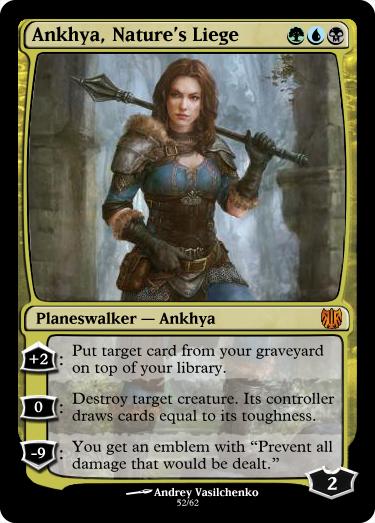 Ankhya, Nature's Liege
Planeswalker — Ankhya
+2: Put target card from your graveyard
on top of your library.
0: Destroy target creature. Its controller
draws cards equal to its toughness.
-9: You get an emblem with “Prevent all
damage that would be dealt.”
2
Andrey Vasilchenko
52/62